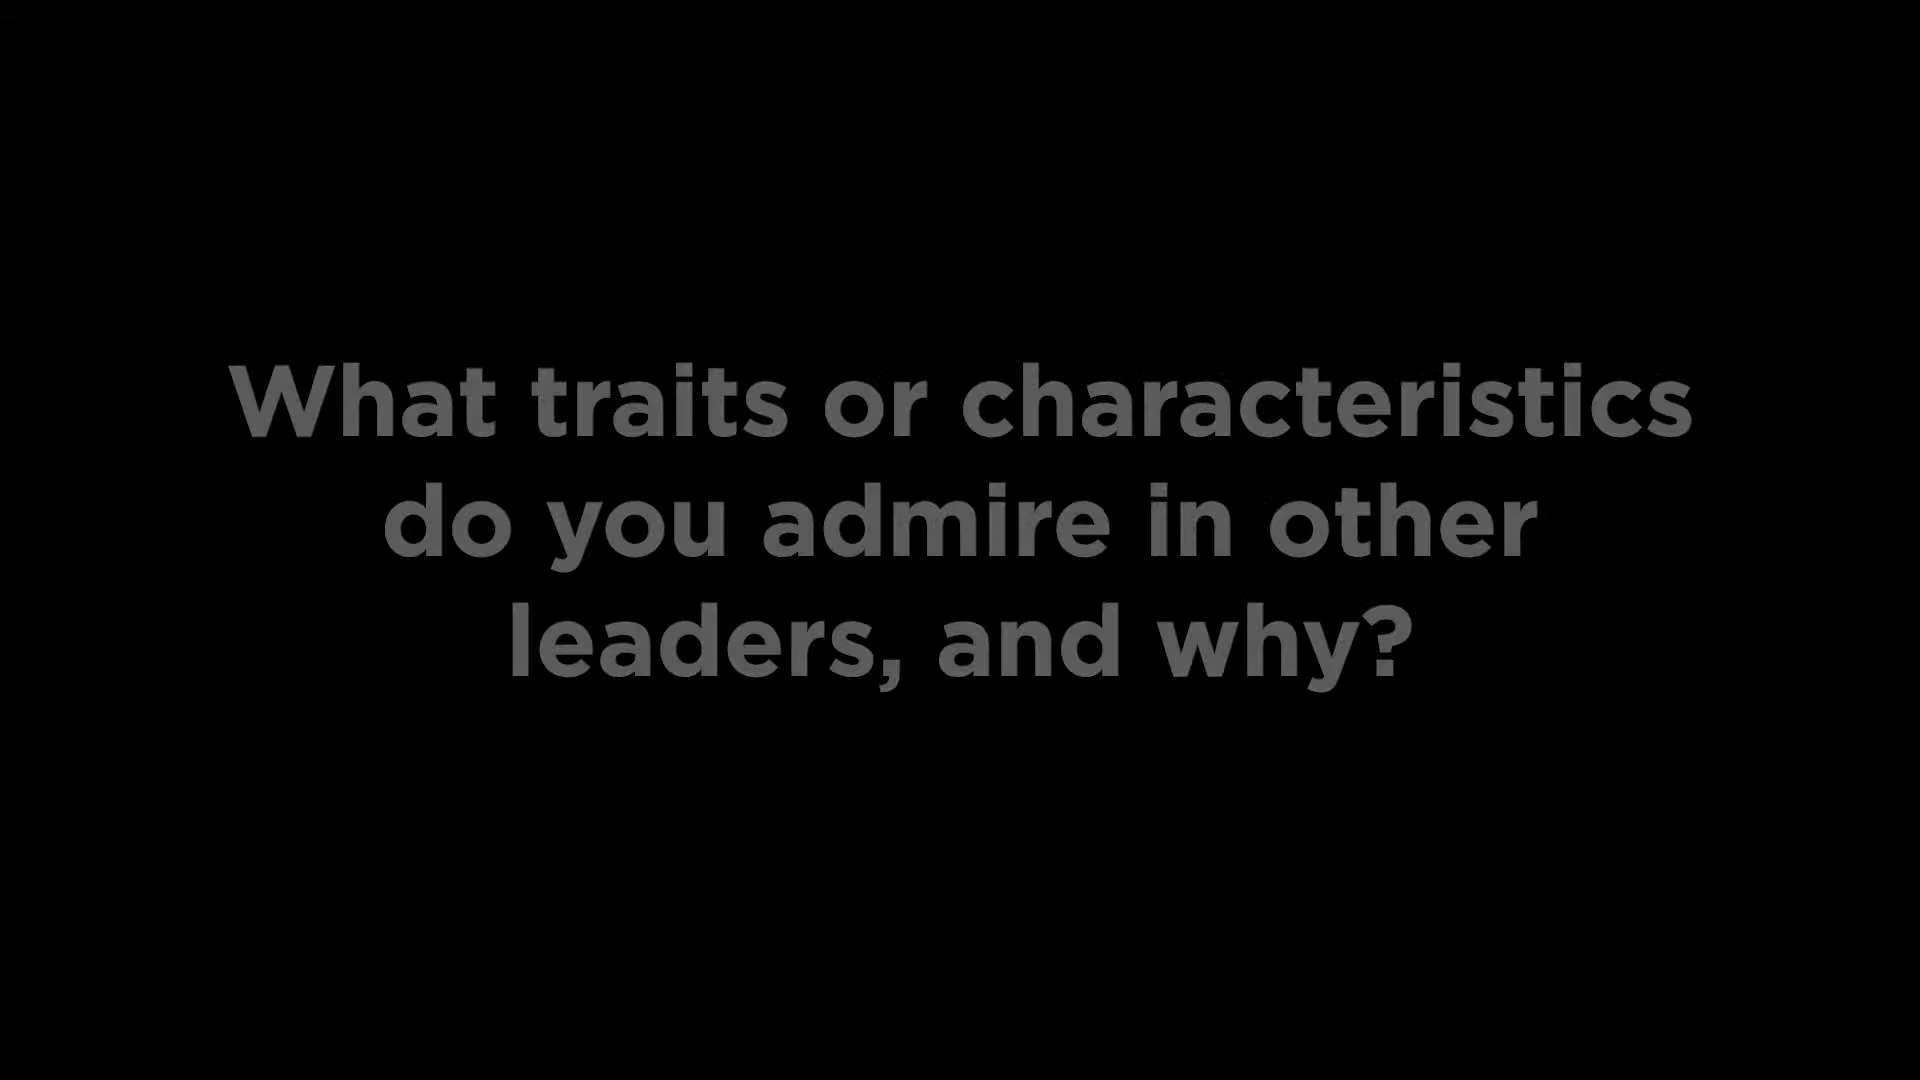 What traits or characteristics
do you admire in other
leaders, and why?